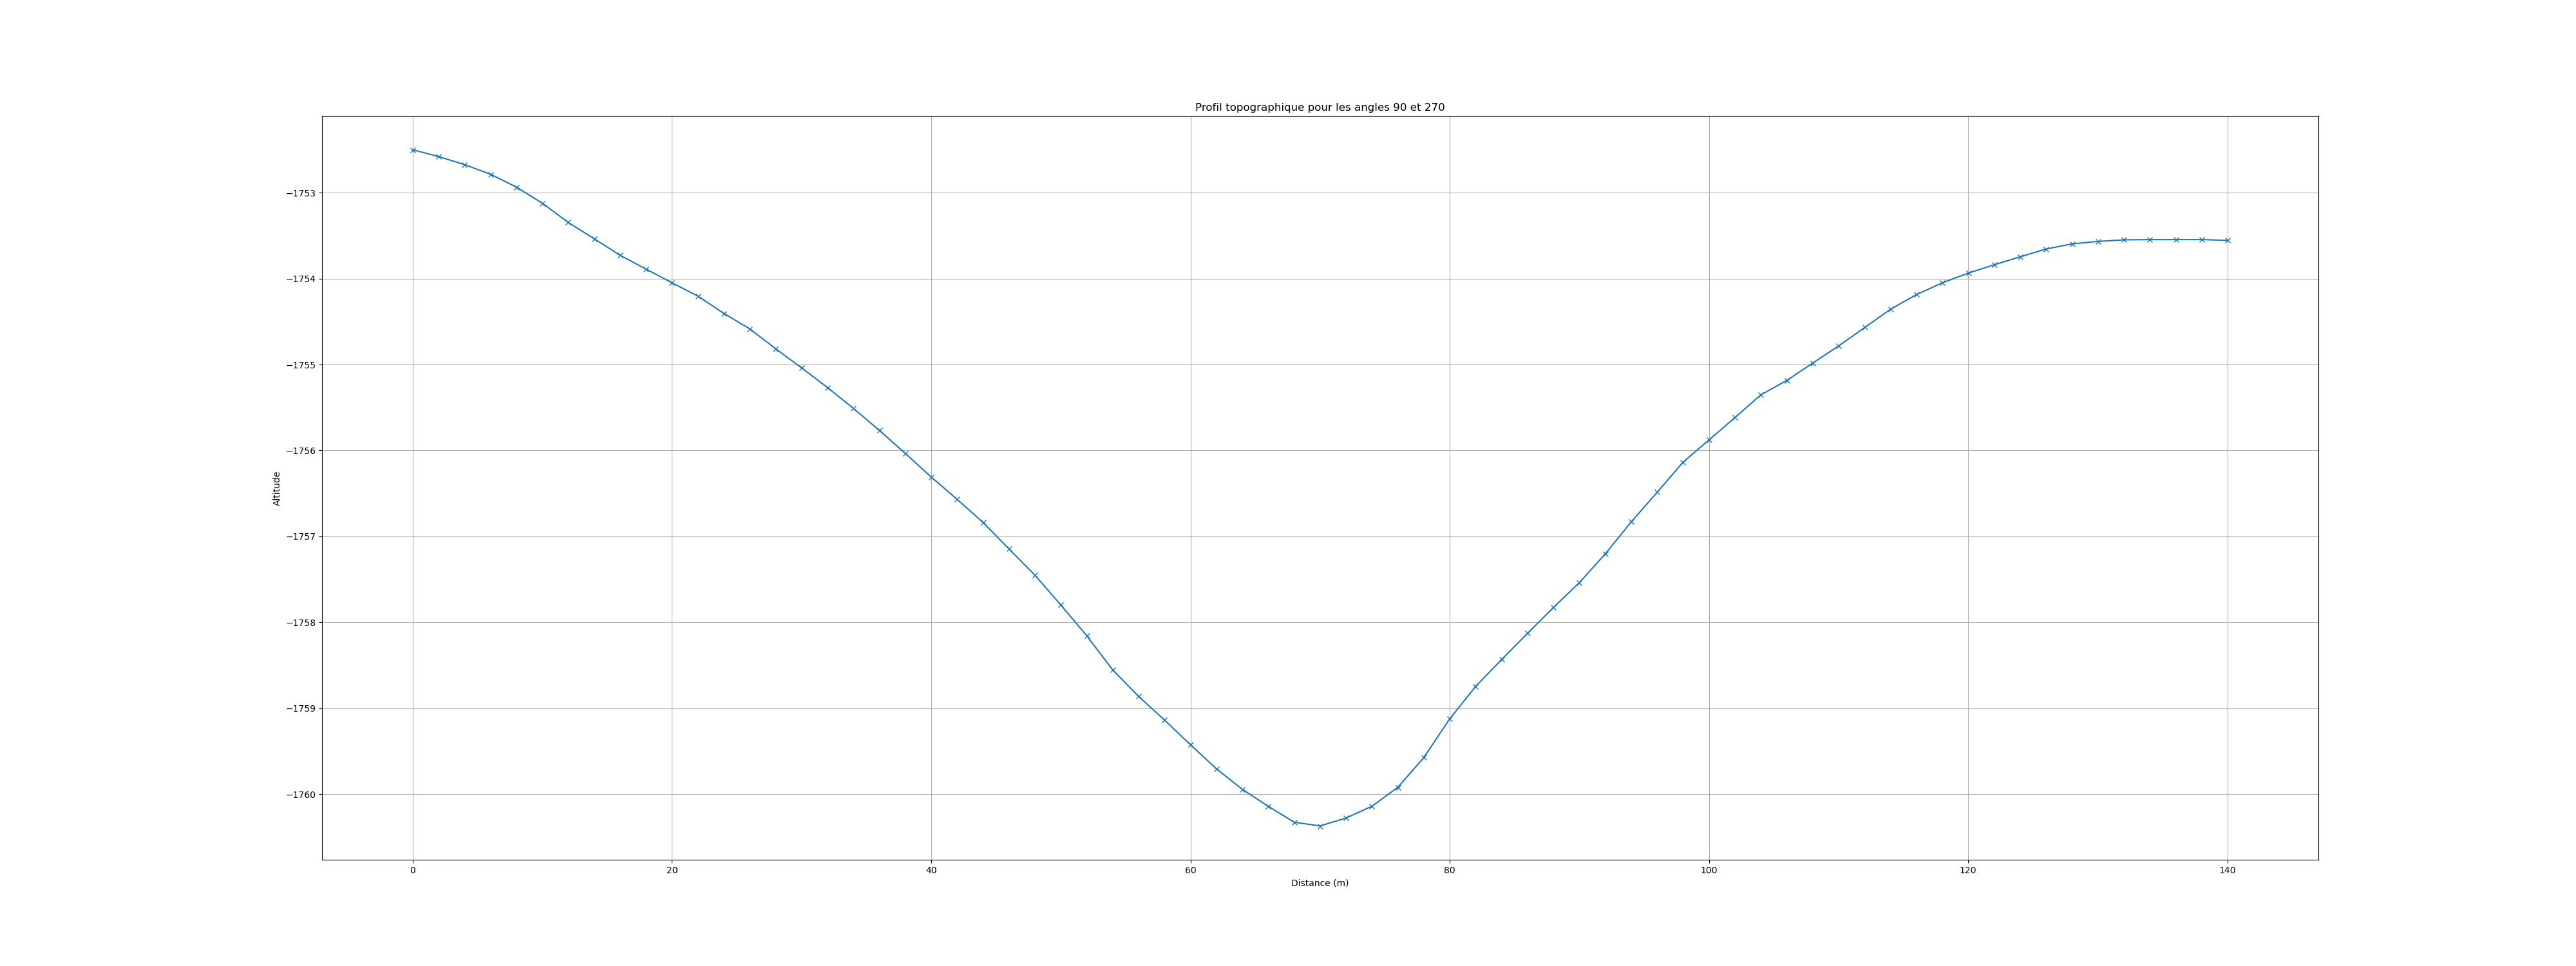 Profil topographique pour les angles 90 et 270
Altitude
−1753
−1754
−1755
−1756
−1757
−1758
−1759
−1760
0 20 40 60 80 100 120 140
Distance (m)